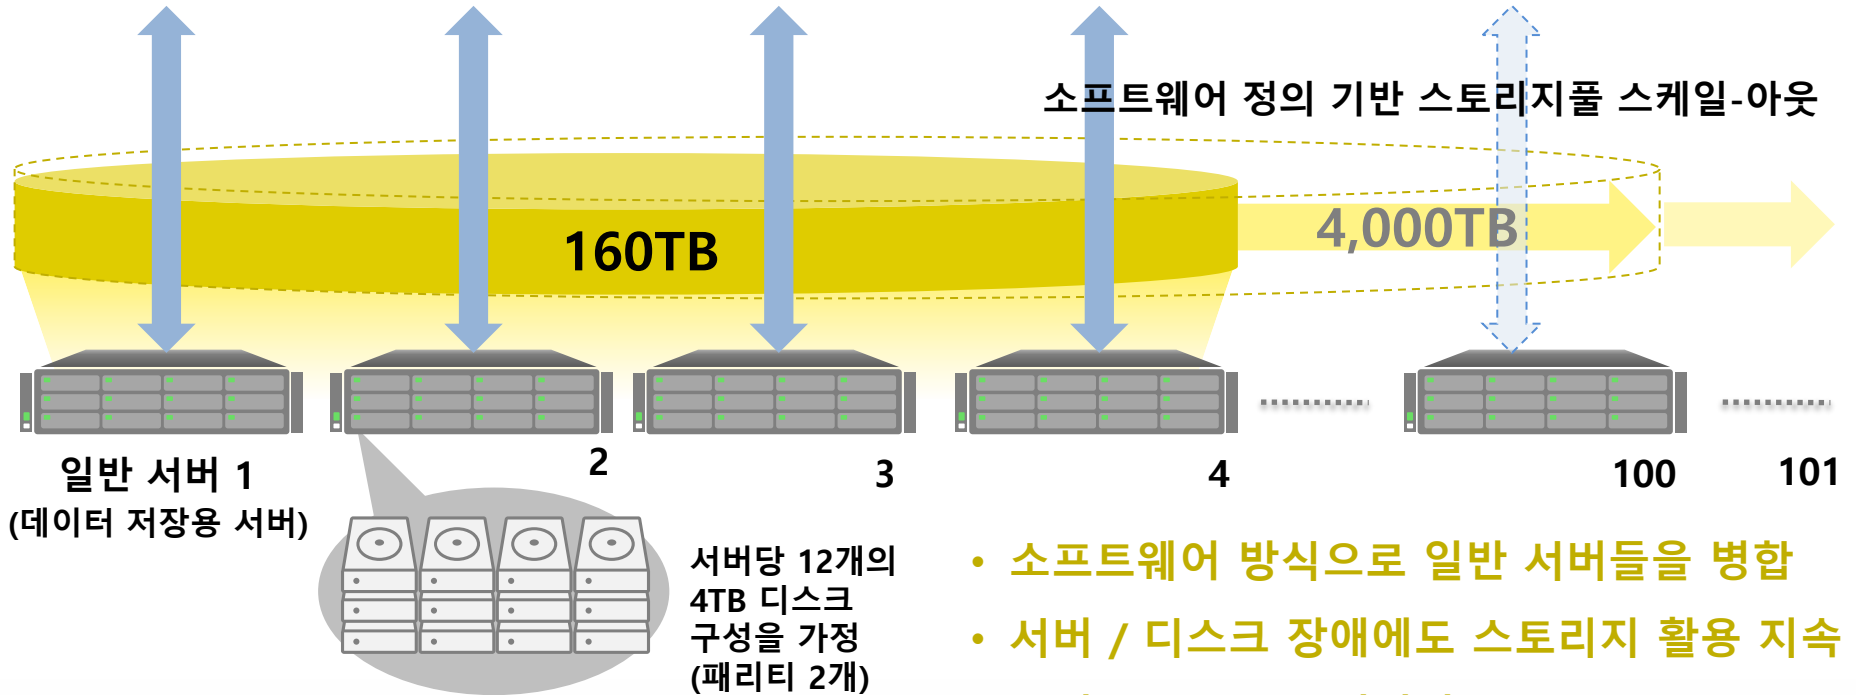 소프트웨어 정의 기반 스토리지풀 스케일-아웃
160TB
4,000TB
일반 서버 1
(데이터 저장용 서버)
2
3
4
100
101
서버당 12개의
4TB 디스크
구성을 가정
(패리티 2개)
• 소프트웨어 방식으로 일반 서버들을 병합
• 서버 / 디스크 장애에도 스토리지 활용 지속